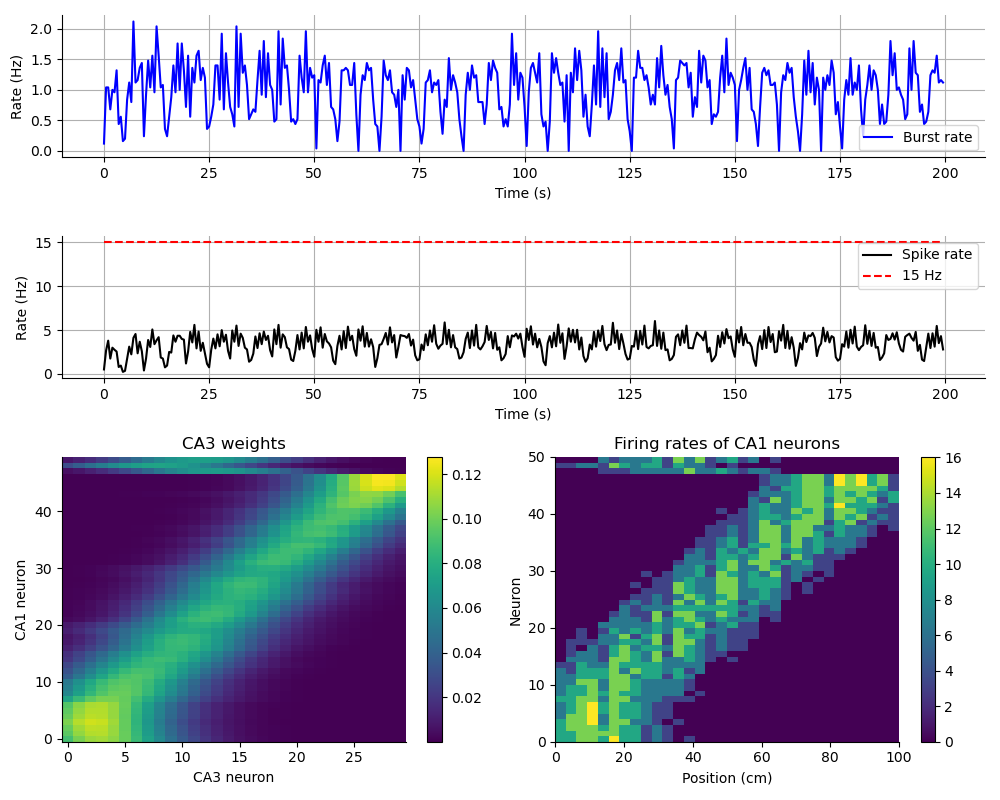 2.0
1.5
1.0
0.5
0.0
Rate (Hz)
Burst rate
0 25 50 75 100 125 150 175 200
Time (s)
15
10
5
0
Rate (Hz)
Spike rate
15 Hz
0 25 50 75 100 125 150 175 200
Time (s)
CA3 weights
40
30
20
10
0
CA1 neuron
0 5 10 15 20 25
CA3 neuron
0.12
0.10
0.08
0.06
0.04
0.02
Firing rates of CA1 neurons
50
40
30
20
10
0
Neuron
0 20 40 60 80 100
Position (cm)
16
14
12
10
8
6
4
2
0